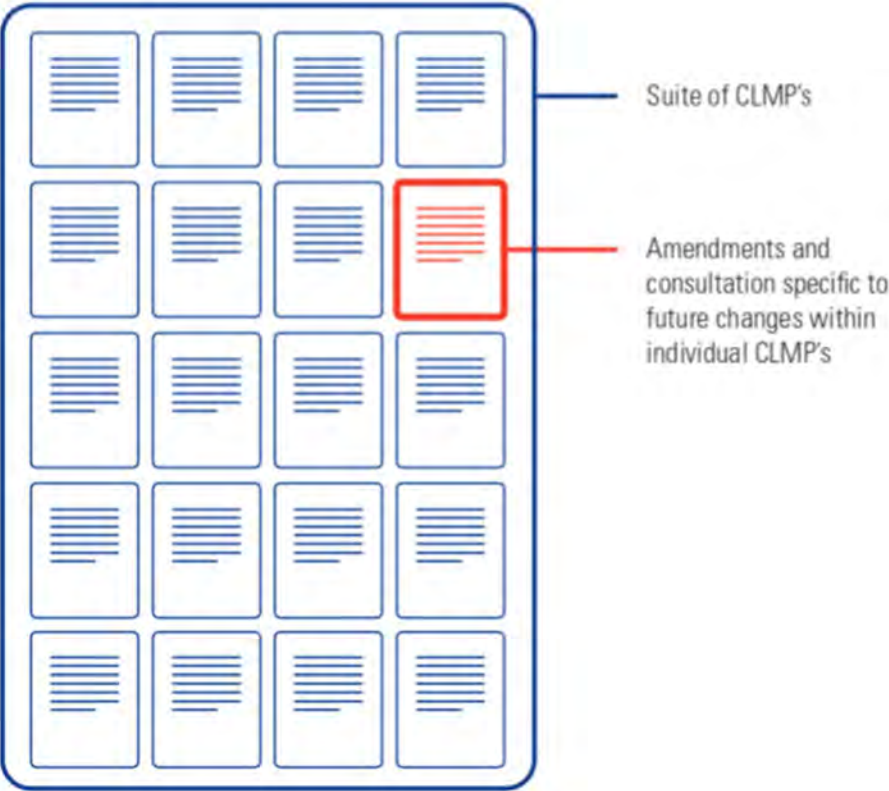 Suite of CLMP's
Amendments and
consultation specific to
future changes within
individual CLMP's